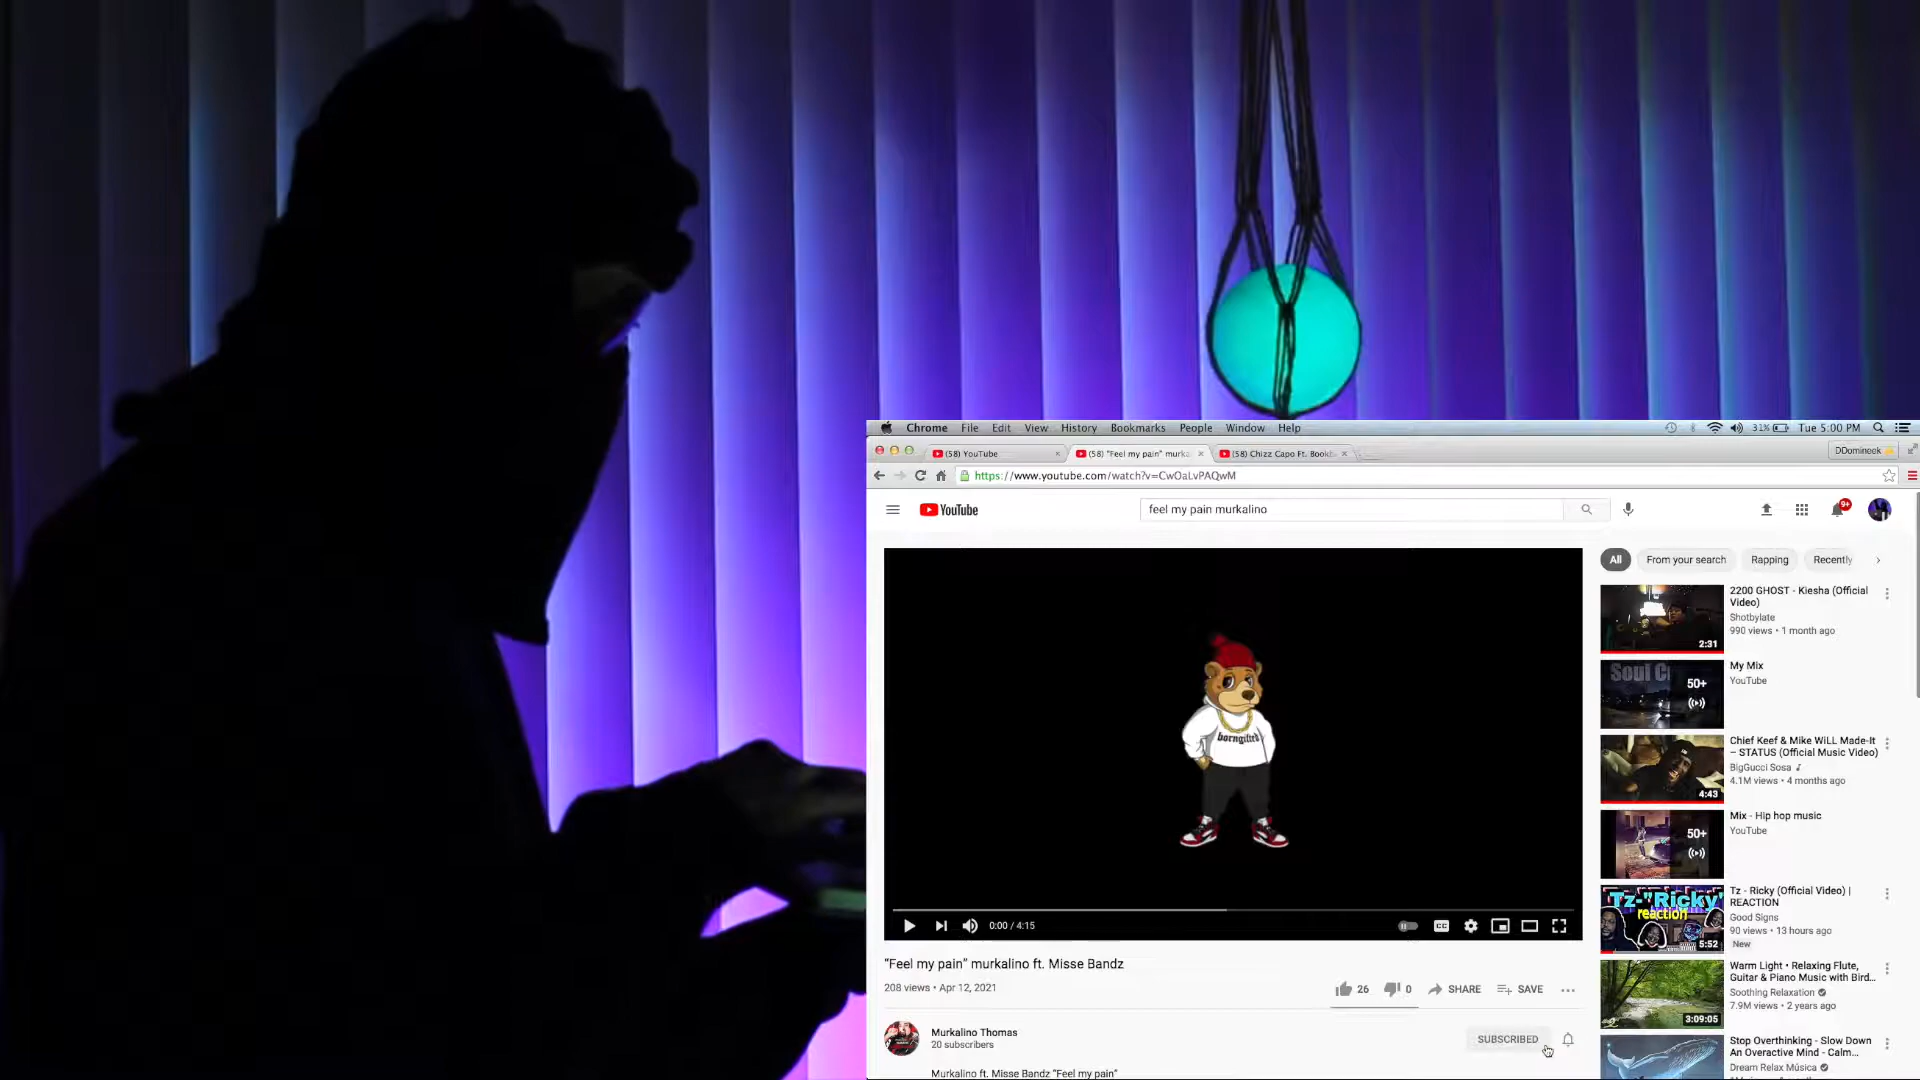 Chrome File Edit View History Bookmarks People Window Help
31% Tue 5:00 PM
(58) YouTube
(58) "Feel my pain" murka
(58) Chizz Capo Ft. Book
DDomineek
https://www.youtube.com/watch?v=CwOaLvPAQwM
YouTube
feel my pain murkalino
9+
borngifted
0:00 / 4:15
CC
"Feel my pain" murkalino ft. Misse Bandz
208 views • Apr 12, 2021
26 0 SHARE SAVE
Murkalino Thomas
20 subscribers
SUBSCRIBED
Murkalino ft. Misse Bandz "Feel my pain"
All From your search Rapping Recently
2:31
2200 GHOST - Kiesha (Official
Video)
Shotbylate
990 views • 1 month ago
50+
My Mix
YouTube
4:43
Chief Keef & Mike WiLL Made-It
– STATUS (Official Music Video)
BigGucci Sosa
4.1M views • 4 months ago
50+
Mix - Hip hop music
YouTube
Tz-"Ricky"
reaction
5:52
Tz - Ricky (Official Video) |
REACTION
Good Signs
90 views • 13 hours ago
New
3:09:05
Warm Light • Relaxing Flute,
Guitar & Piano Music with Bird...
Soothing Relaxation
7.9M views • 2 years ago
Stop Overthinking - Slow Down
An Overactive Mind - Calm...
Dream Relax Música